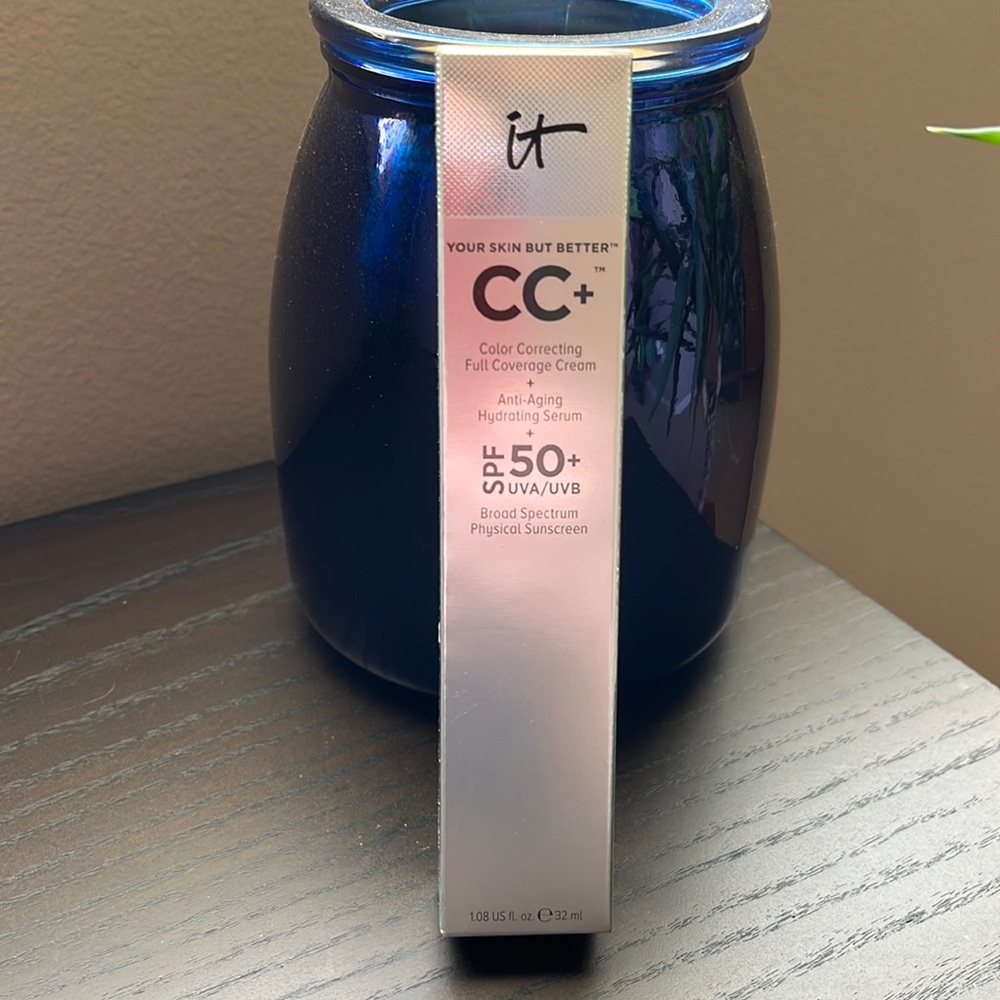 it
YOUR SKIN BUT BETTER™
CC+™
Color Correcting
Full Coverage Cream
+
Anti-Aging
Hydrating Serum
+
SPF 50+
UVA/UVB
Broad Spectrum
Physical Sunscreen
1.08 US fl. oz. ℮ 32 ml